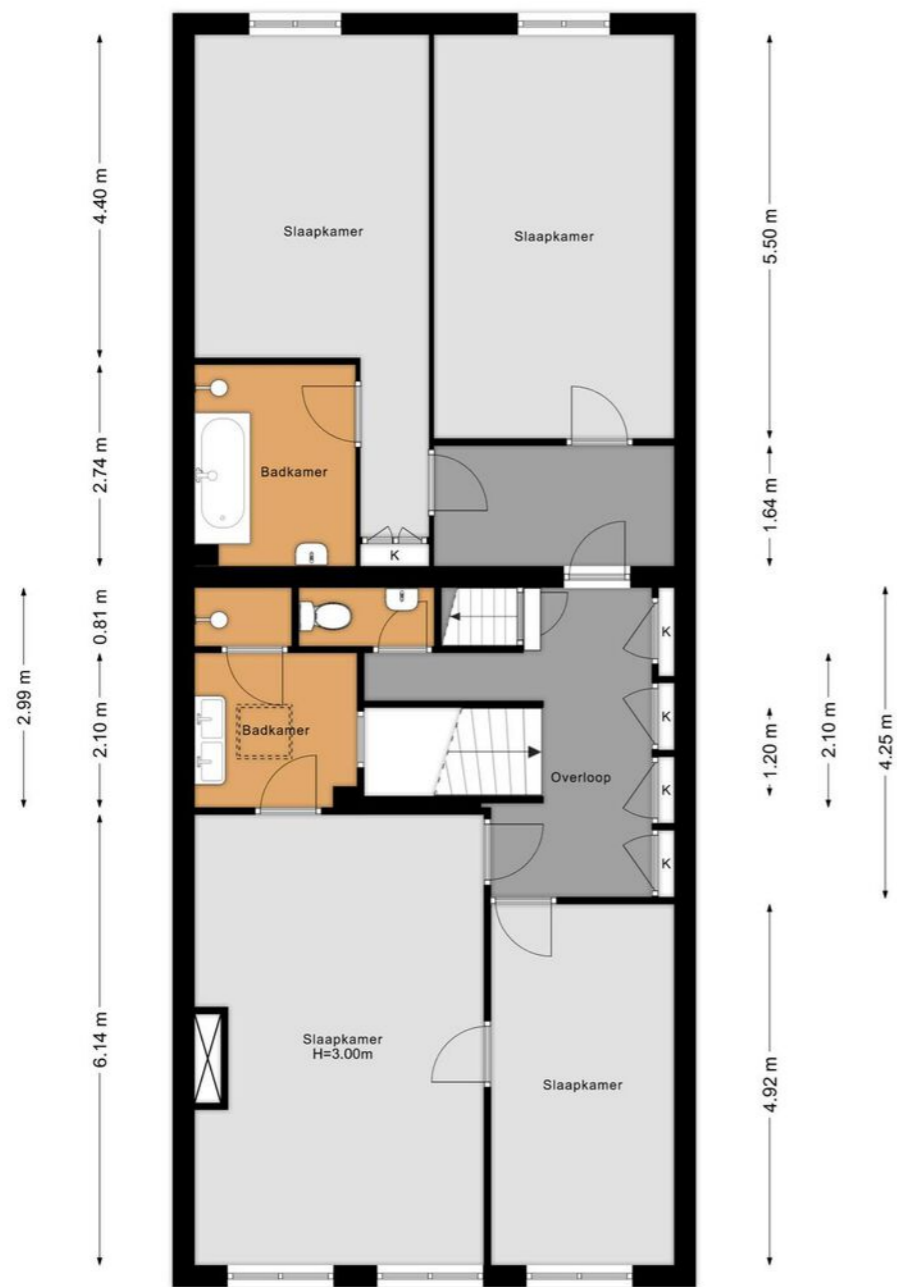 4.40 m
5.50 m
Slaapkamer
Slaapkamer
2.74 m
Badkamer
1.64 m
K
0.81 m
2.99 m
K
K
2.10 m
Badkamer
Overloop
1.20 m
2.10 m
4.25 m
K
K
6.14 m
Slaapkamer
H=3.00m
Slaapkamer
4.92 m